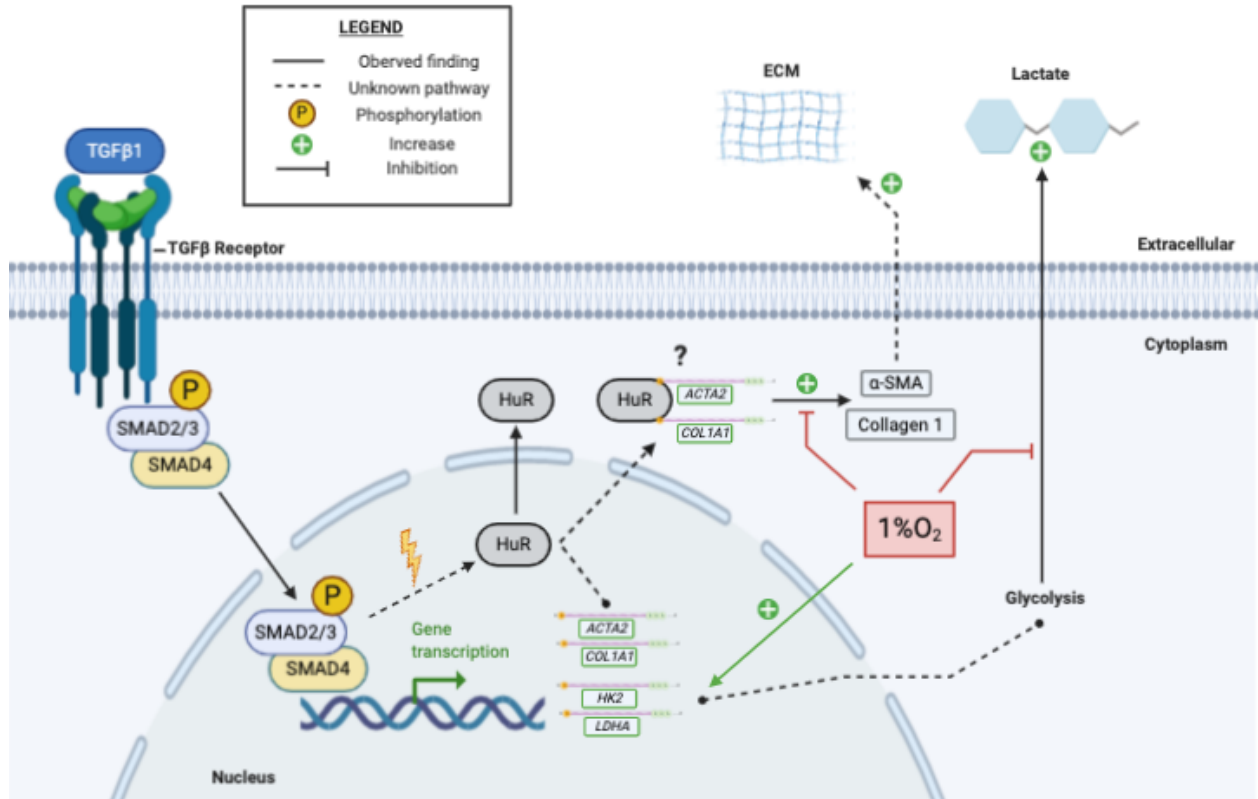 LEGEND
Oberved finding
Unknown pathway
P
Phosphorylation
Increase
Inhibition
ECM
Lactate
TGFβ1
TGFβ Receptor
Extracellular
Cytoplasm
P
SMAD2/3
SMAD4
HuR
?
HuR
ACTA2
COL1A1
α-SMA
Collagen 1
1%O₂
HuR
Glycolysis
P
SMAD2/3
SMAD4
Gene
transcription
ACTA2
COL1A1
HK2
LDHA
Nucleus